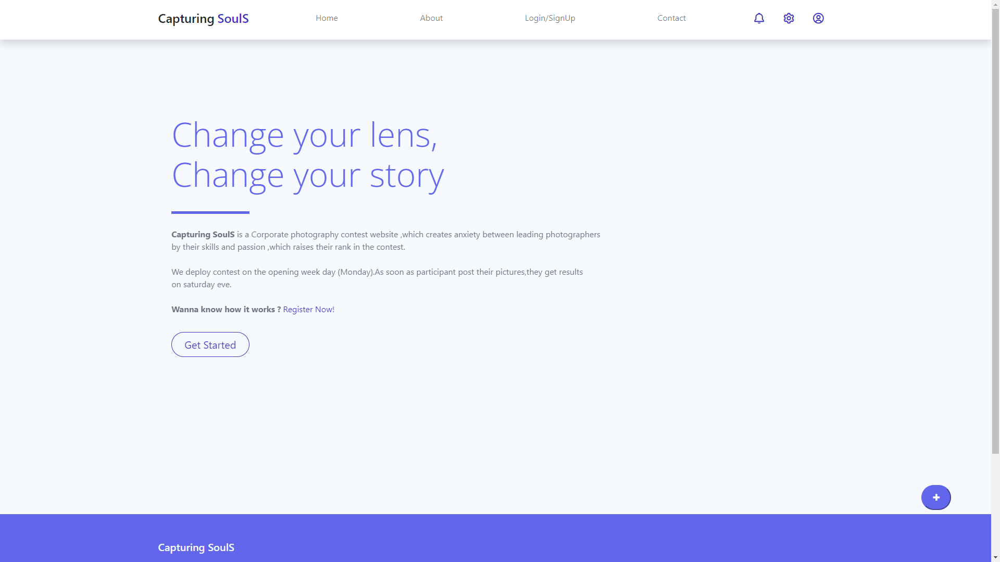 Capturing SoulS
Home
About
Login/SignUp
Contact
Change your lens,
Change your story
Capturing SoulS is a Corporate photography contest website ,which creates anxiety between leading photographers
by their skills and passion ,which raises their rank in the contest.
We deploy contest on the opening week day (Monday).As soon as participant post their pictures,they get results
on saturday eve.
Wanna know how it works ? Register Now!
Get Started
+
Capturing SoulS